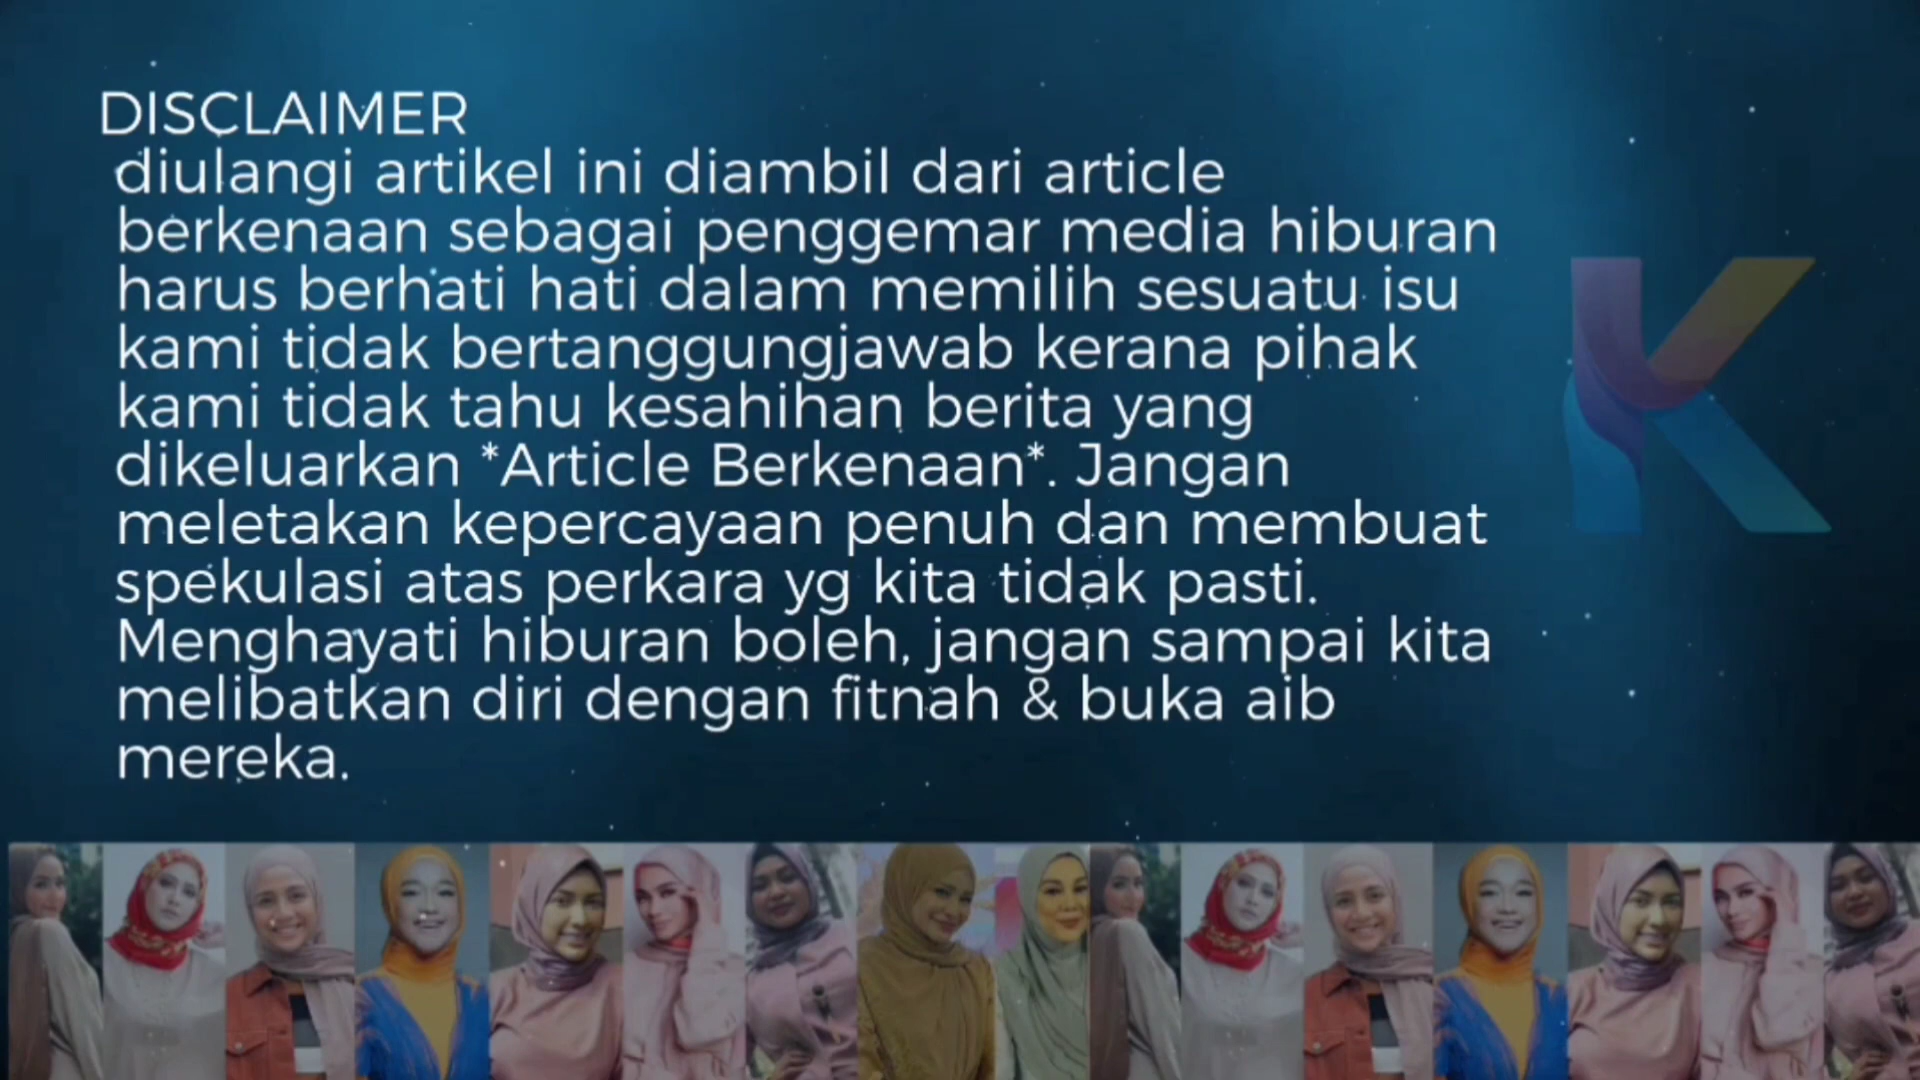 DISCLAIMER
diulangi artikel ini diambil dari article
berkenaan sebagai penggemar media hiburan
harus berhati hati dalam memilih sesuatu isu
kami tidak bertanggungjawab kerana pihak
kami tidak tahu kesahihan berita yang
dikeluarkan *Article Berkenaan*. Jangan
meletakan kepercayaan penuh dan membuat
spekulasi atas perkara yg kita tidak pasti.
Menghayati hiburan boleh, jangan sampai kita
melibatkan diri dengan fitnah & buka aib
mereka.
K